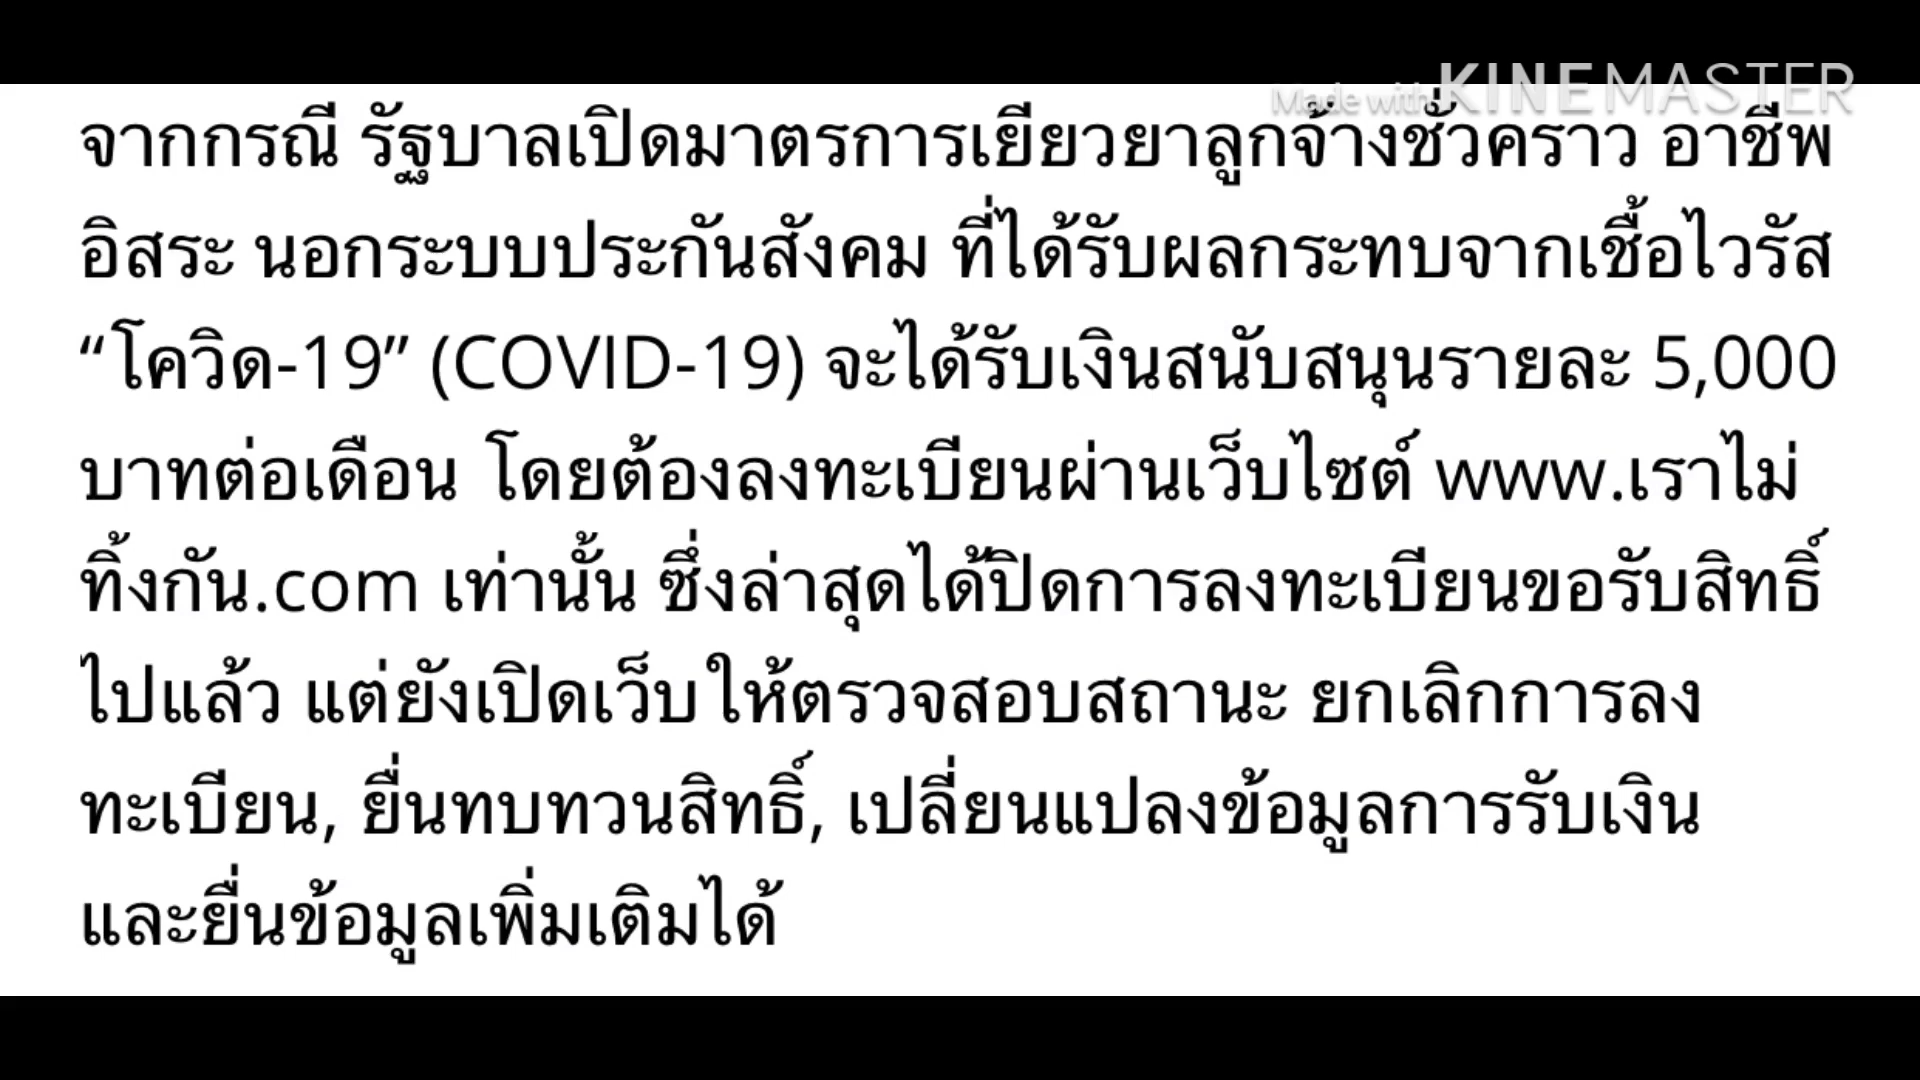 Made with KINEMASTER
จากกรณี รัฐบาลเปิดมาตรการเยียวยาลูกจ้างชั่วคราว อาชีพ
อิสระ นอกระบบประกันสังคม ที่ได้รับผลกระทบจากเชื้อไวรัส
“โควิด-19” (COVID-19) จะได้รับเงินสนับสนุนรายละ 5,000
บาทต่อเดือน โดยต้องลงทะเบียนผ่านเว็บไซต์ www.เราไม่
ทิ้งกัน.com เท่านั้น ซึ่งล่าสุดได้ปิดการลงทะเบียนขอรับสิทธิ์
ไปแล้ว แต่ยังเปิดเว็บให้ตรวจสอบสถานะ ยกเลิกการลง
ทะเบียน, ยื่นทบทวนสิทธิ์, เปลี่ยนแปลงข้อมูลการรับเงิน
และยื่นข้อมูลเพิ่มเติมได้